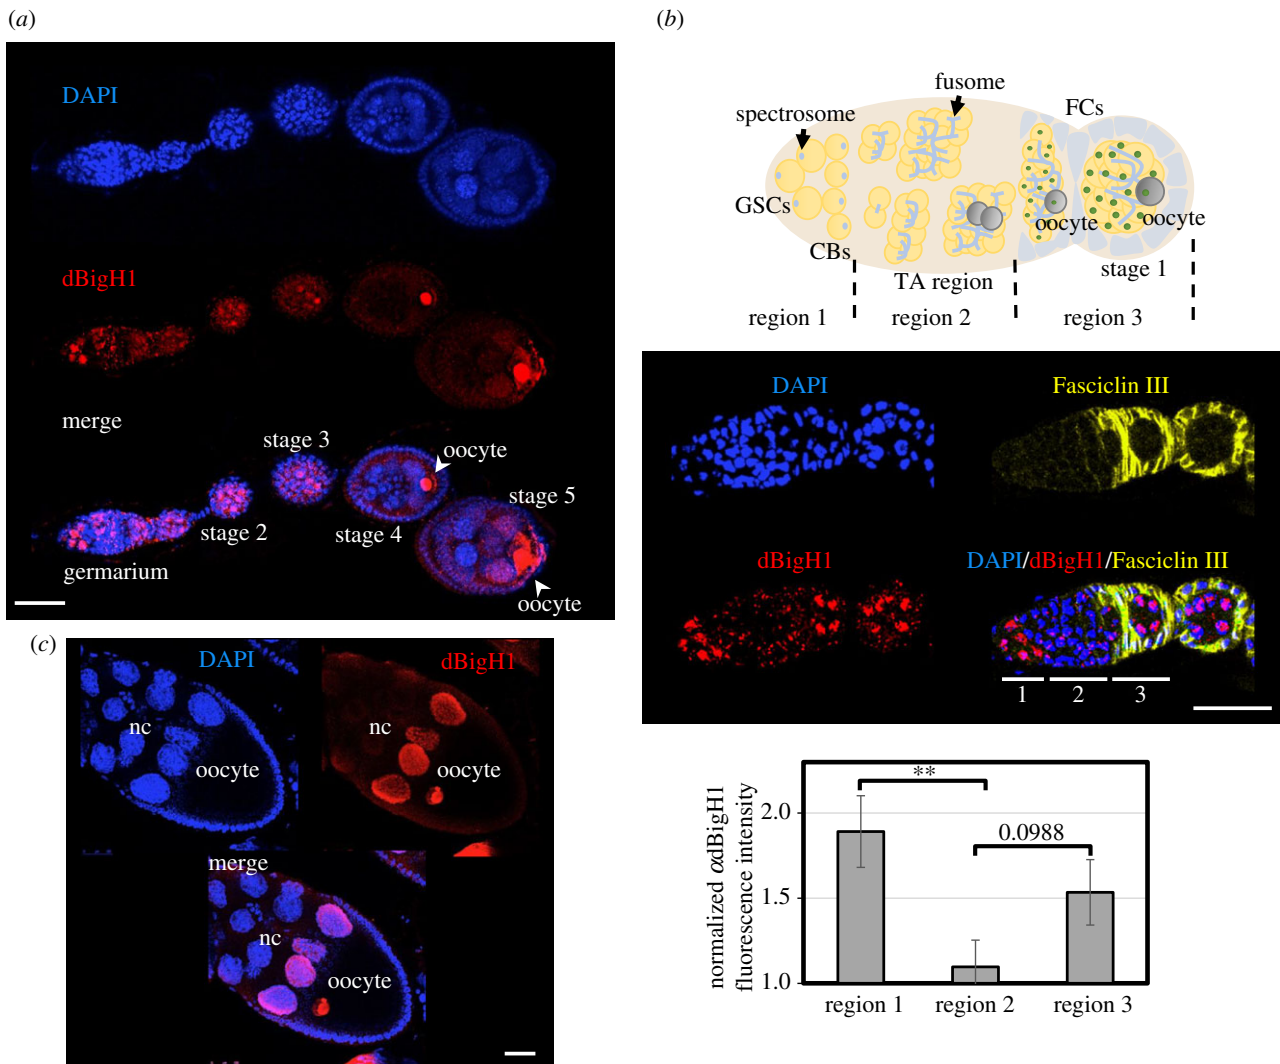 (a)
DAPI
dBigH1
merge
stage 3
oocyte
stage 5
stage 2
stage 4
germarium
oocyte
(b)
fusome
spectrosome
FCs
GSCs
oocyte
oocyte
CBs
TA region
stage 1
region 1
region 2
region 3
DAPI
Fasciclin III
dBigH1
DAPI/dBigH1/Fasciclin III
1
2
3
normalized αdBigH1
fluorescence intensity
2.0
1.5
1.0
**
0.0988
region 1
region 2
region 3
(c)
DAPI
dBigH1
nc
nc
oocyte
oocyte
merge
nc
oocyte